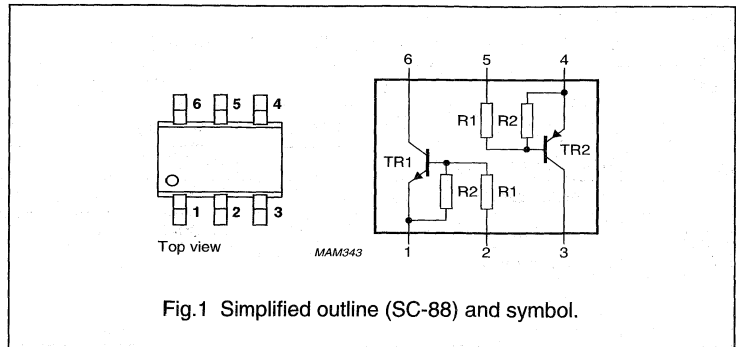 6 5 4
6 5 4
R1 R2
TR1 TR2
R2 R1
1 2 3
Top view
MAM343
1 2 3
Fig.1 Simplified outline (SC-88) and symbol.